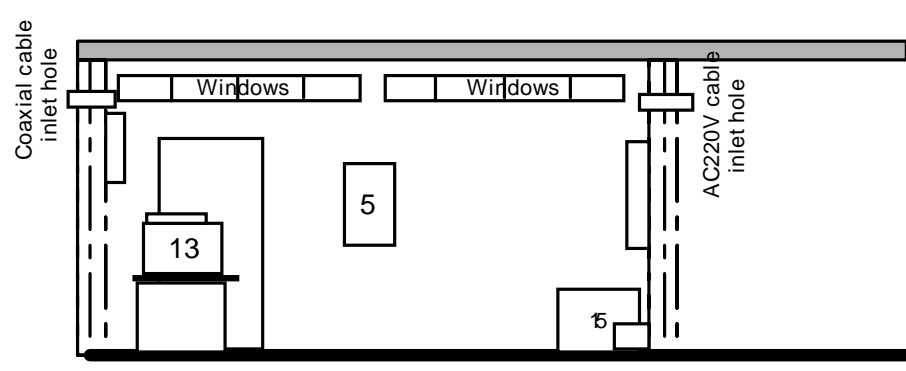 Coaxial cable
inlet hole
Windows
Windows
AC220V cable
inlet hole
5
13
15